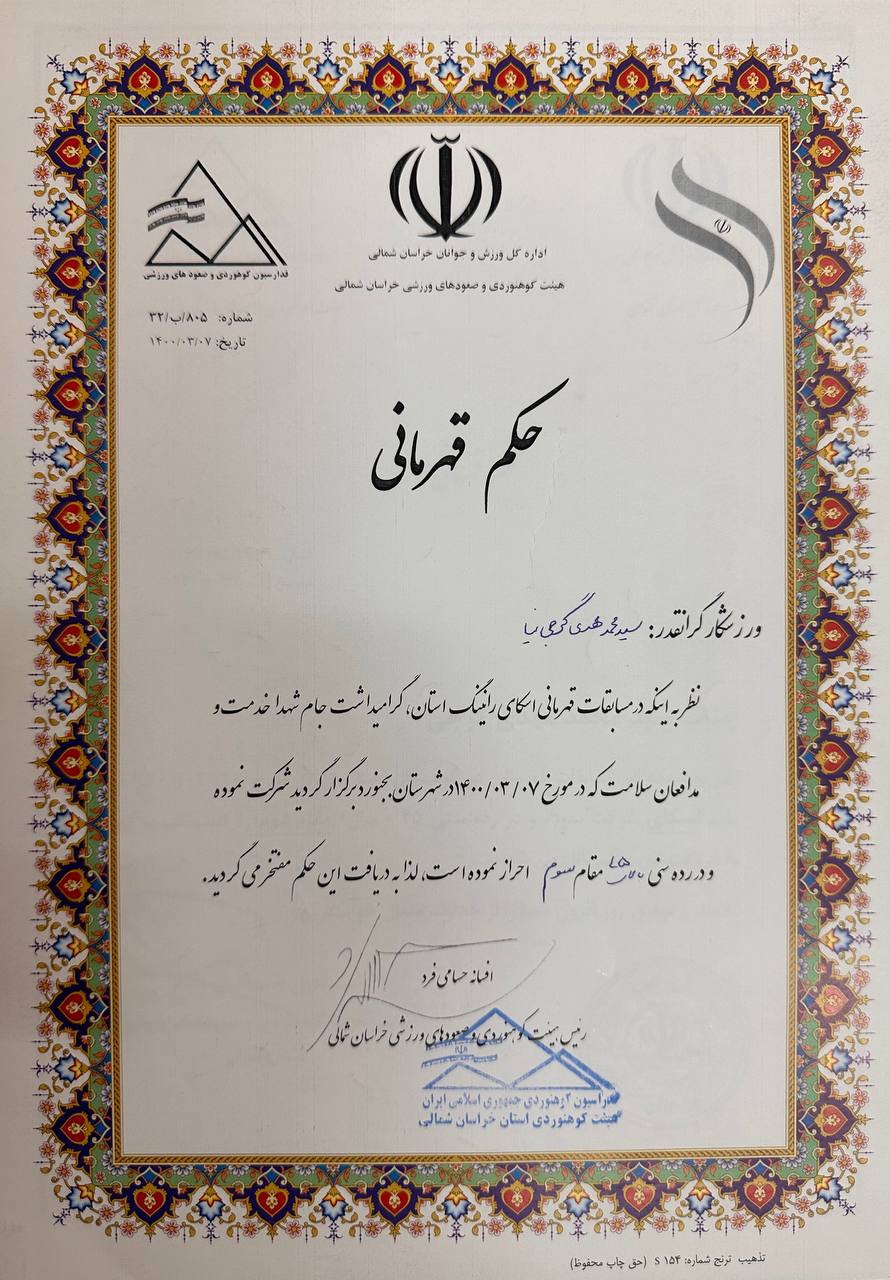 اداره کل ورزش و جوانان خراسان شمالی
هیئت کوهنوردی و صعودهای ورزشی خراسان شمالی
فدارسیون کوهنوردی و صعود های ورزشی
شماره: ۸۰۵/ب/۳۲
تاریخ: ۱۴۰۰/۰۳/۰۷
حکم قهرمانی
ورزشکار گرانقدر: سید محمد مهدی گرجی نیا
نظر به اینکه در مسابقات قهرمانی اسکای رانینگ استان، گرامیداشت جام شهدا خدمت و
مدافعان سلامت که در مورخ ۱۴۰۰/۰۳/۰۷ در شهرستان بجنورد برگزار گردید شرکت نموده
و در رده سنی مقام سوم احراز نموده است، لذا به دریافت این حکم مفتخر می گردید.
افسانه حسامی فرد
رئیس هیئت کوهنوردی و صعودهای ورزشی خراسان شمالی
فدراسیون کوهنوردی جمهوری اسلامی ایران
هیئت کوهنوردی استان خراسان شمالی
تذهیب ترنج شماره: S ۱۵۴ (حق چاپ محفوظ)